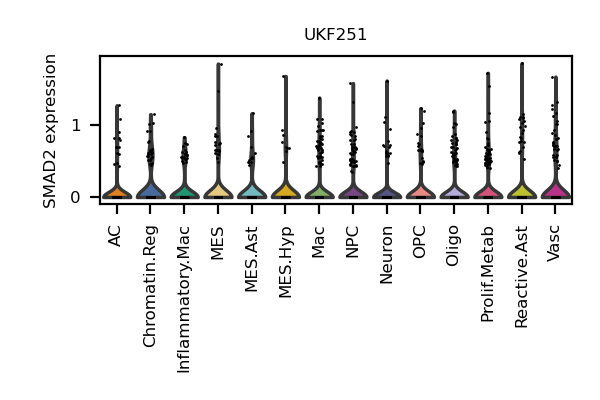 UKF251
SMAD2 expression
1
0
AC
Chromatin.Reg
Inflammatory.Mac
MES
MES.Ast
MES.Hyp
Mac
NPC
Neuron
OPC
Oligo
Prolif.Metab
Reactive.Ast
Vasc